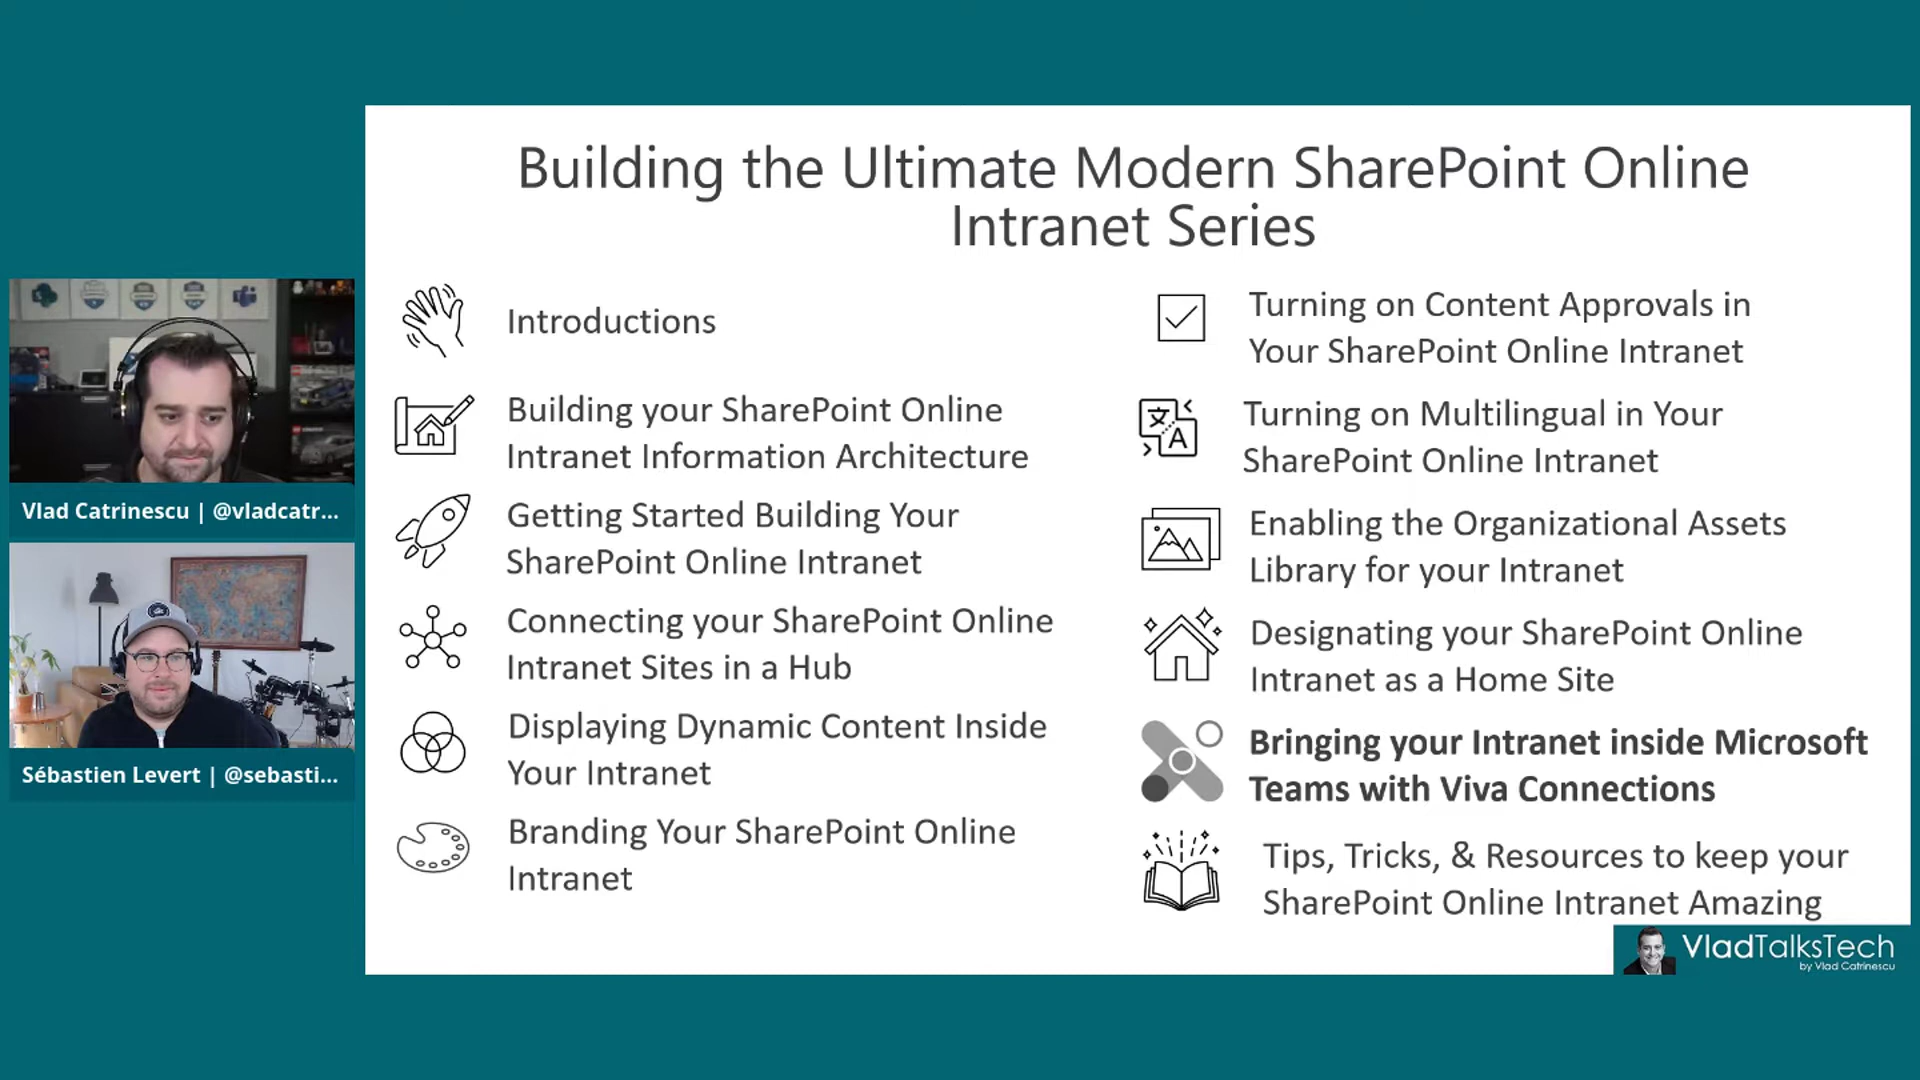 Building the Ultimate Modern SharePoint Online
Intranet Series
Introductions
Building your SharePoint Online
Intranet Information Architecture
Getting Started Building Your
SharePoint Online Intranet
Connecting your SharePoint Online
Intranet Sites in a Hub
Displaying Dynamic Content Inside
Your Intranet
Branding Your SharePoint Online
Intranet
Turning on Content Approvals in
Your SharePoint Online Intranet
文
A
Turning on Multilingual in Your
SharePoint Online Intranet
Enabling the Organizational Assets
Library for your Intranet
Designating your SharePoint Online
Intranet as a Home Site
Bringing your Intranet inside Microsoft
Teams with Viva Connections
Tips, Tricks, & Resources to keep your
SharePoint Online Intranet Amazing
Vlad Catrinescu | @vladcatr...
Sébastien Levert | @sebasti...
VladTalksTech
by Vlad Catrinescu